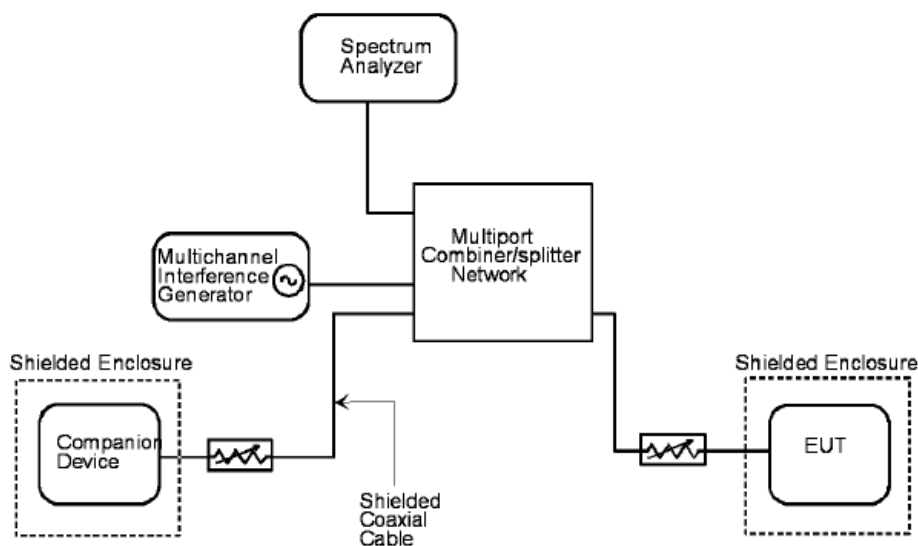 Spectrum
Analyzer
Multiport
Combiner/splitter
Network
Multichannel
Interference
Generator
Shielded Enclosure
Companion
Device
Shielded
Coaxial
Cable
Shielded Enclosure
EUT